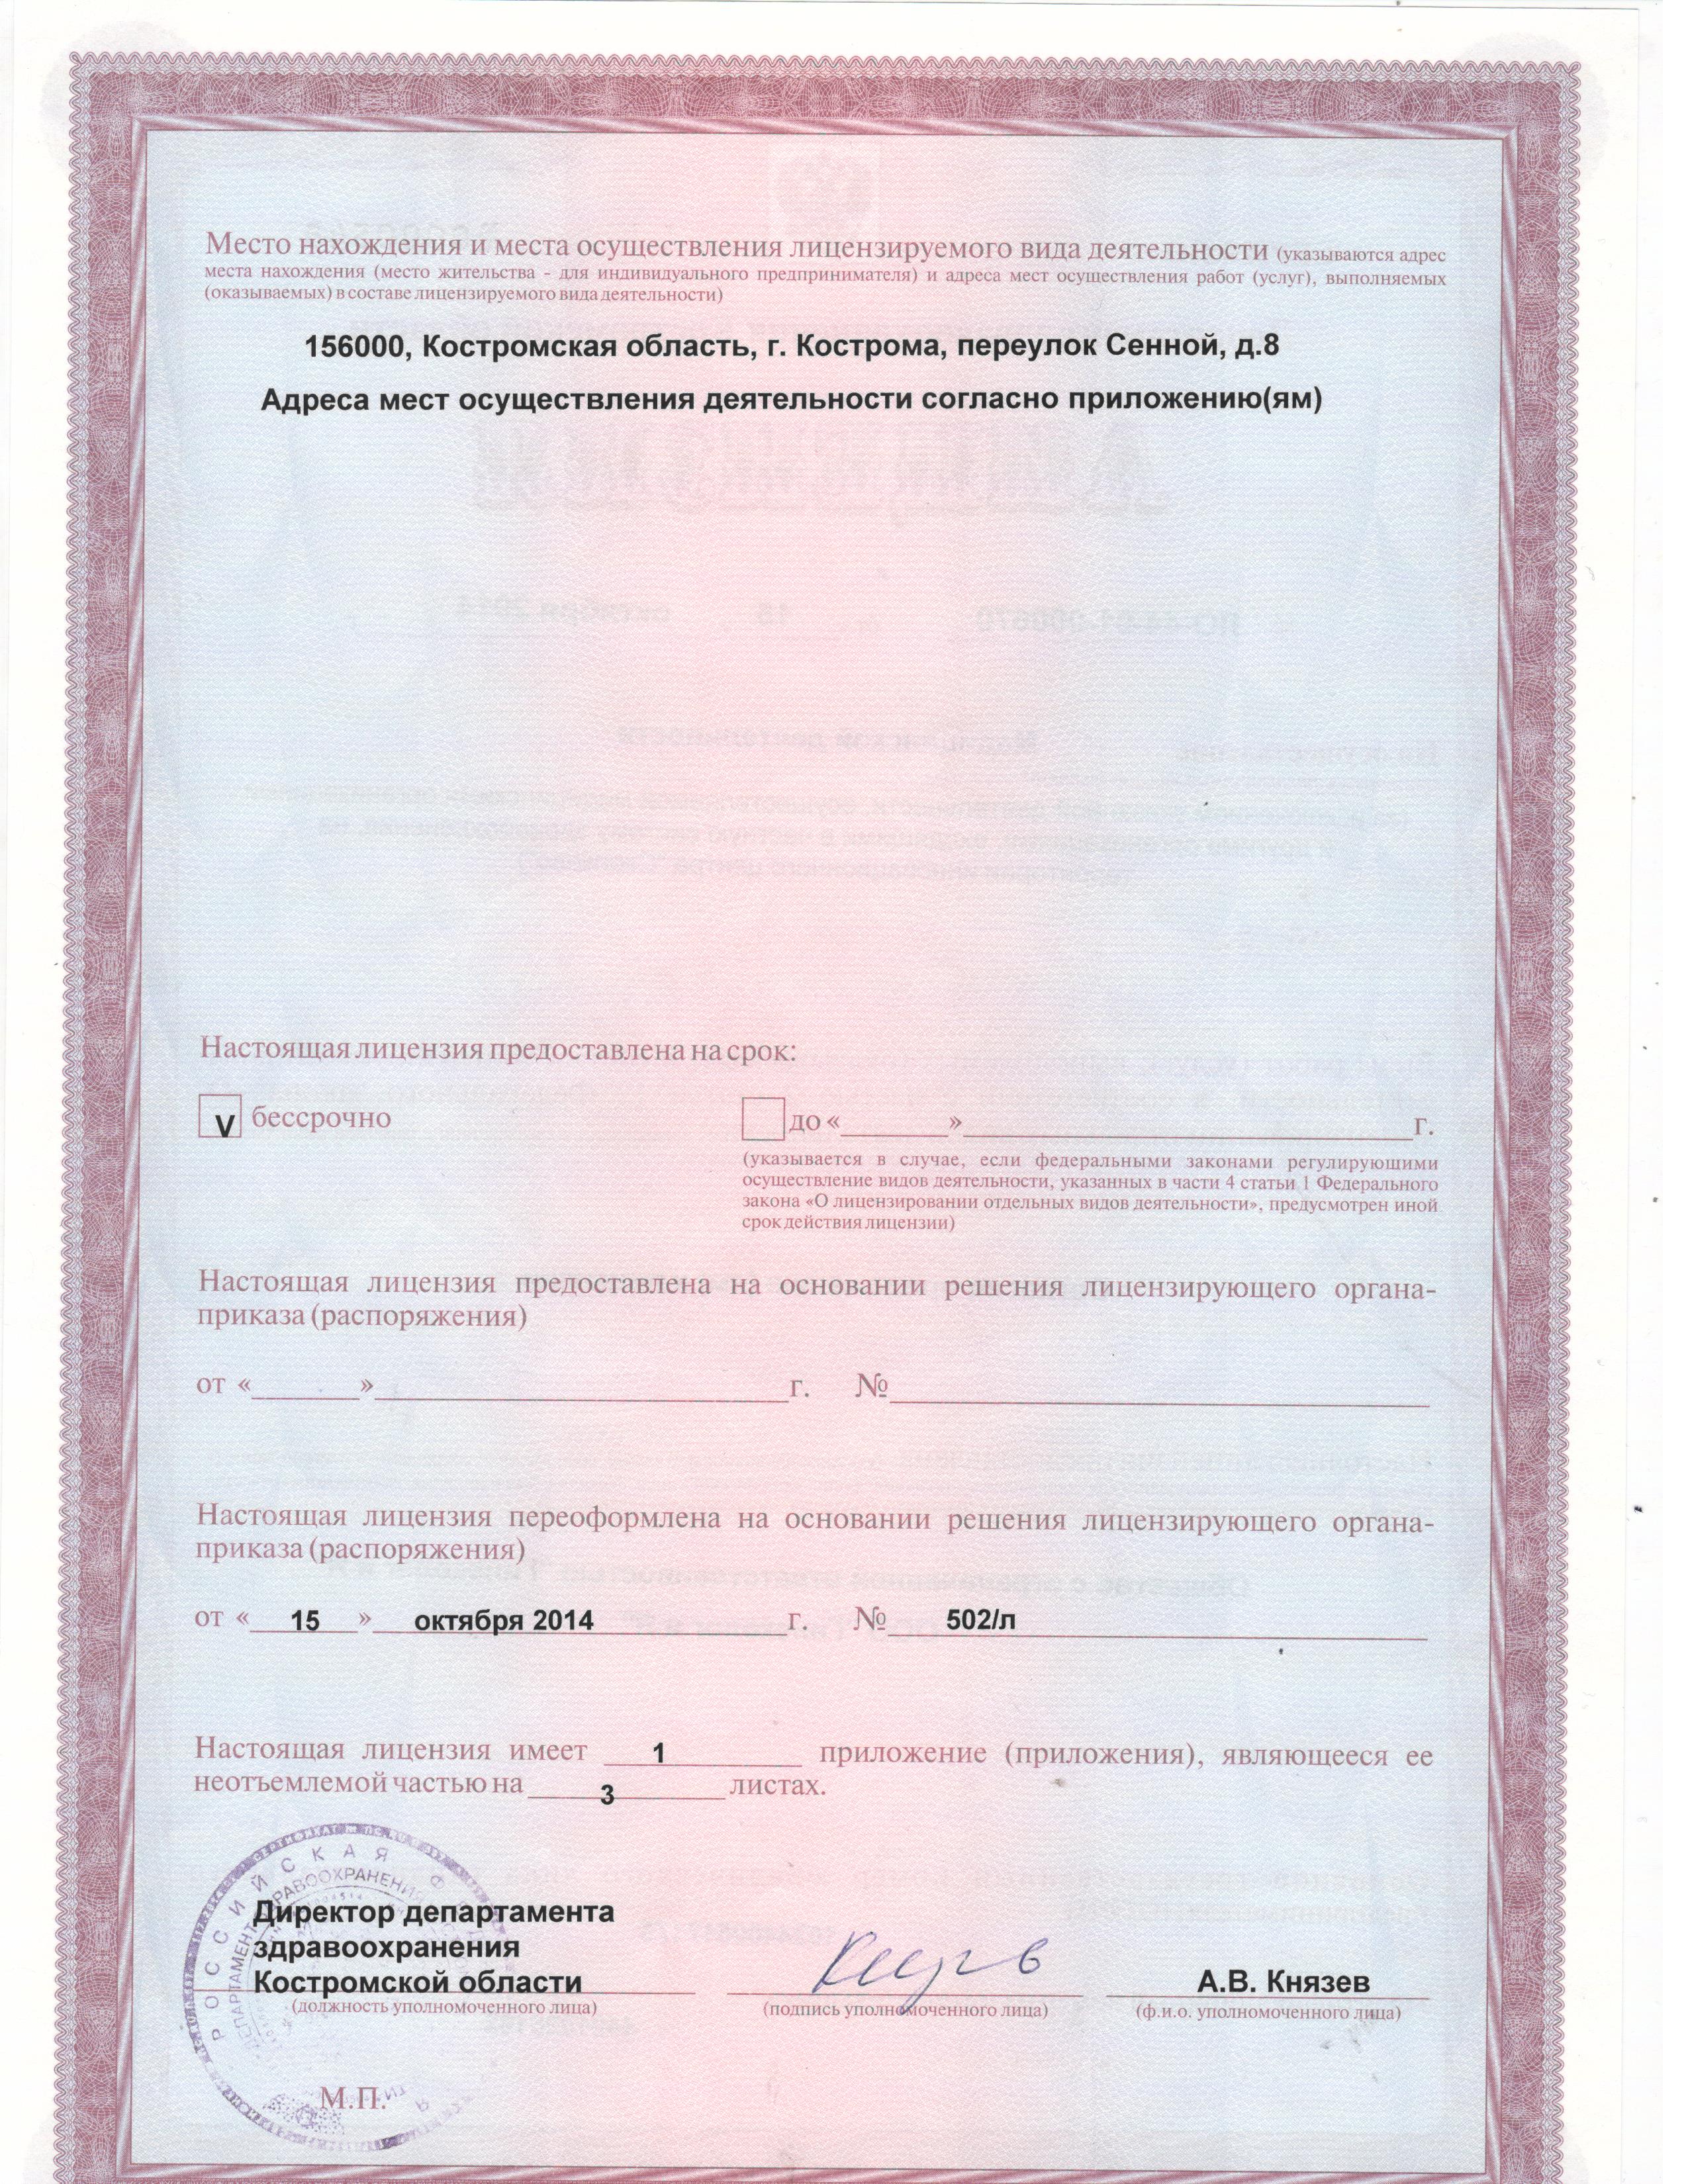 Место нахождения и места осуществления лицензируемого вида деятельности (указываются адрес
места нахождения (место жительства - для индивидуального предпринимателя) и адреса мест осуществления работ (услуг), выполняемых
(оказываемых) в составе лицензируемого вида деятельности)
156000, Костромская область, г. Кострома, переулок Сенной, д.8
Адреса мест осуществления деятельности согласно приложению(ям)
Настоящая лицензия предоставлена на срок:
V бессрочно
до «_______»______________________________г.
(указывается в случае, если федеральными законами регулирующими
осуществление видов деятельности, указанных в части 4 статьи 1 Федерального
закона «О лицензировании отдельных видов деятельности», предусмотрен иной
срок действия лицензии)
Настоящая лицензия предоставлена на основании решения лицензирующего органа-
приказа (распоряжения)
от «_______»___________________________г. №___________________________________
Настоящая лицензия переоформлена на основании решения лицензирующего органа-
приказа (распоряжения)
от « 15 » октября 2014 г. № 502/л
Настоящая лицензия имеет 1 приложение (приложения), являющееся ее
неотъемлемой частью на 3 листах.
РОССИЙСКАЯ
ДЕПАРТАМЕНТ ЗДРАВООХРАНЕНИЯ
Директор департамента
здравоохранения
Костромской области
А.В. Князев
(должность уполномоченного лица) (подпись уполномоченного лица) (ф.и.о. уполномоченного лица)
М.П.